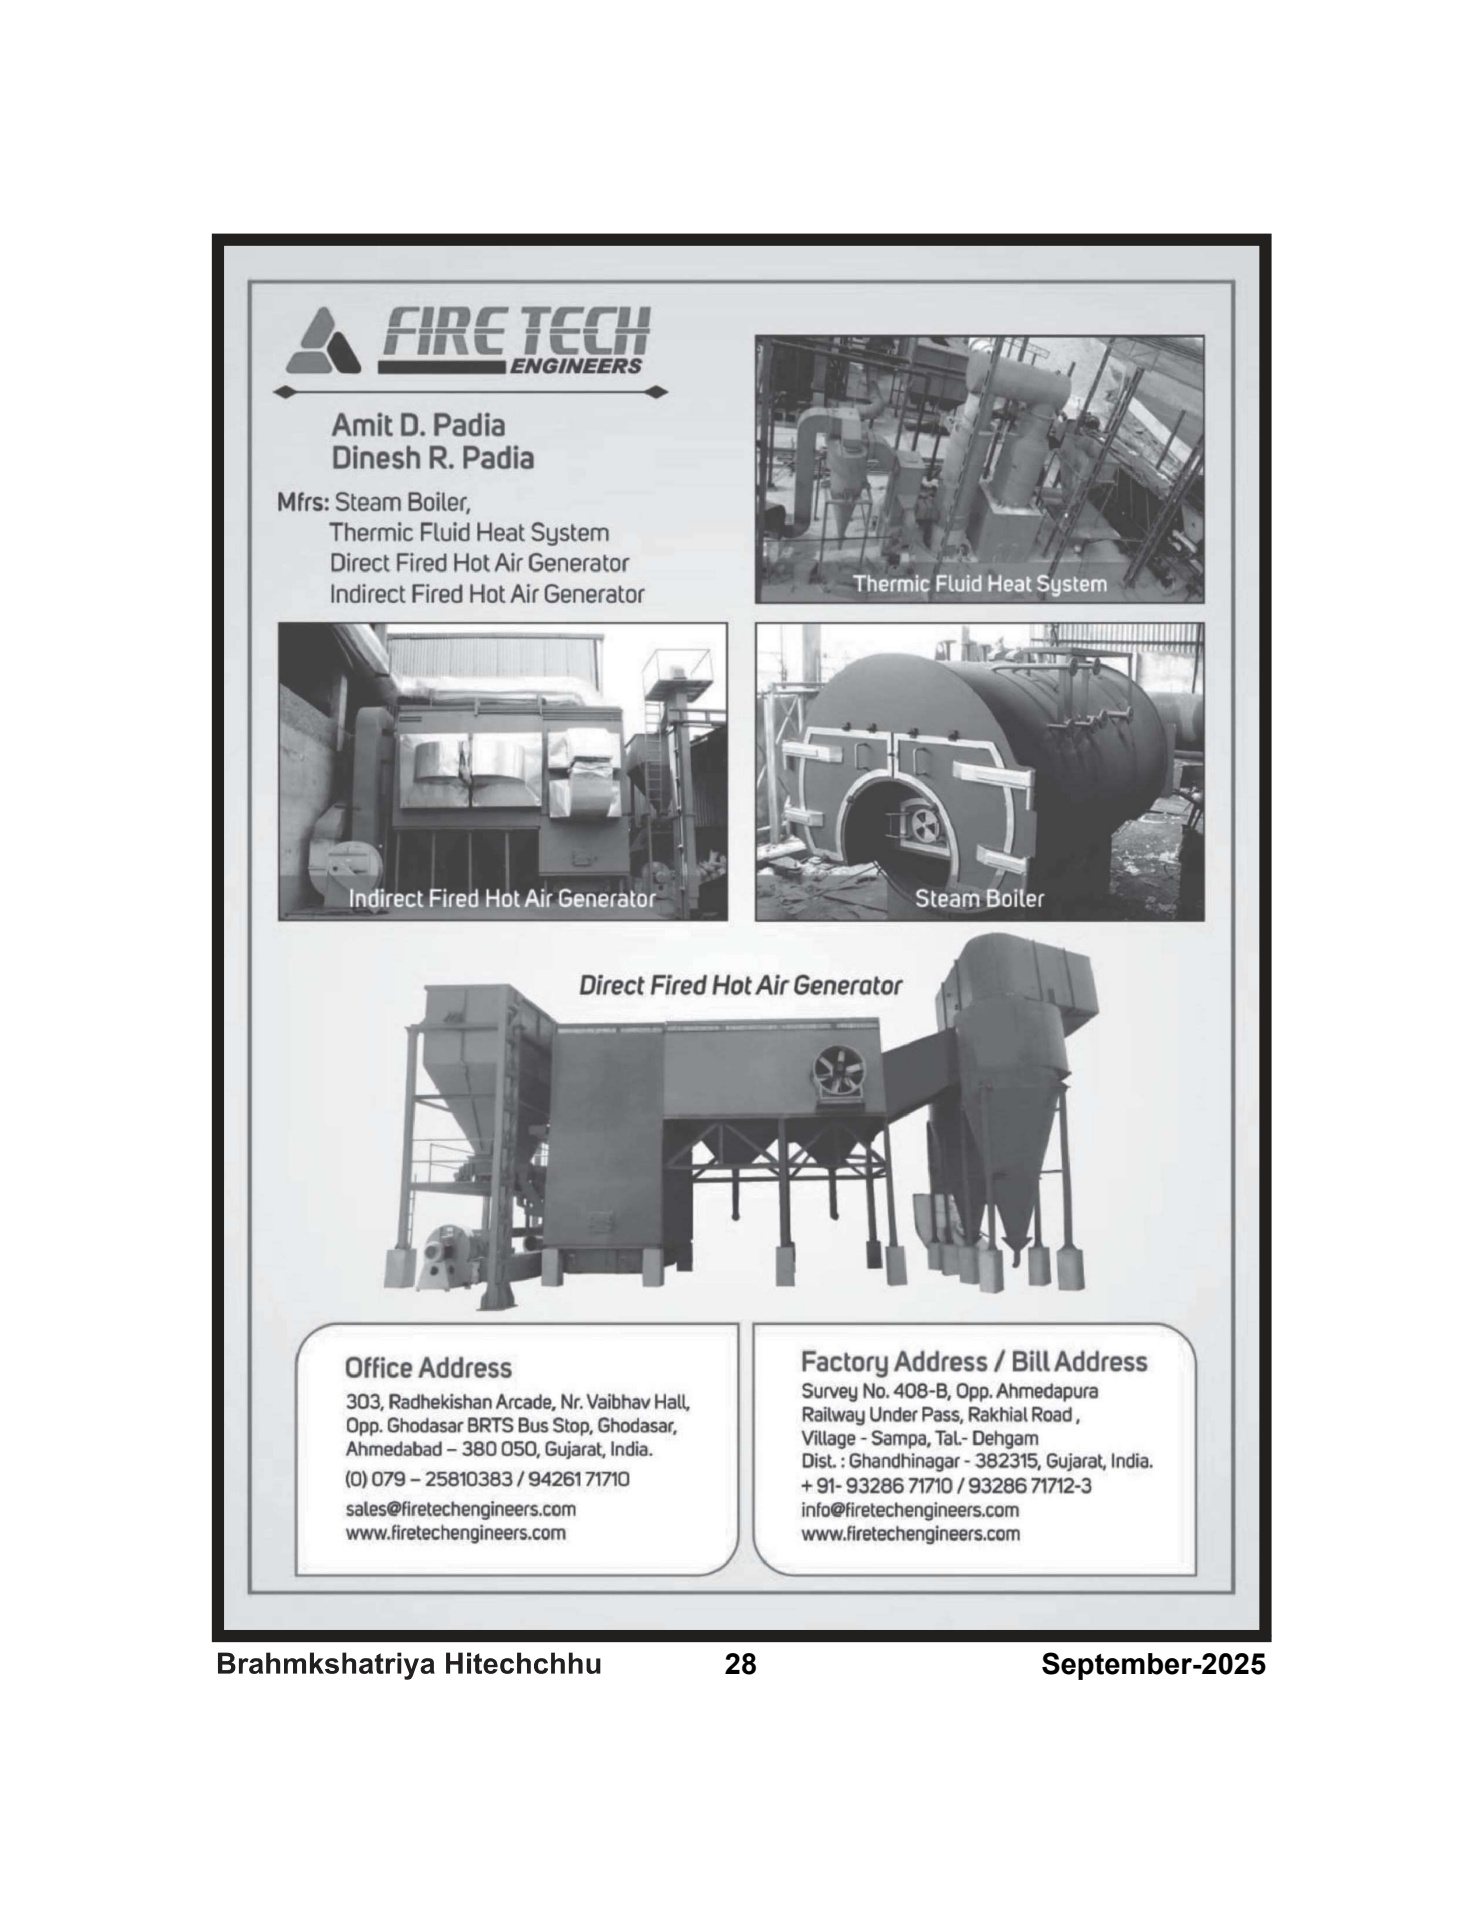 FIRE TECH
ENGINEERS
Amit D. Padia
Dinesh R. Padia
Mfrs: Steam Boiler,
Thermic Fluid Heat System
Direct Fired Hot Air Generator
Indirect Fired Hot Air Generator
Thermic Fluid Heat System
Indirect Fired Hot Air Generator
Steam Boiler
Direct Fired Hot Air Generator
Office Address
303, Radhekishan Arcade, Nr. Vaibhav Hall,
Opp. Ghodasar BRTS Bus Stop, Ghodasar,
Ahmedabad – 380 050, Gujarat, India.
(O) 079 – 25810383 / 94261 71710
sales@firetechengineers.com
www.firetechengineers.com
Factory Address / Bill Address
Survey No. 408-B, Opp. Ahmedapura
Railway Under Pass, Rakhial Road ,
Village - Sampa, Tal.- Dehgam
Dist. : Ghandhinagar - 382315, Gujarat, India.
+ 91- 93286 71710 / 93286 71712-3
info@firetechengineers.com
www.firetechengineers.com
Brahmkshatriya Hitechchhu 28 September-2025